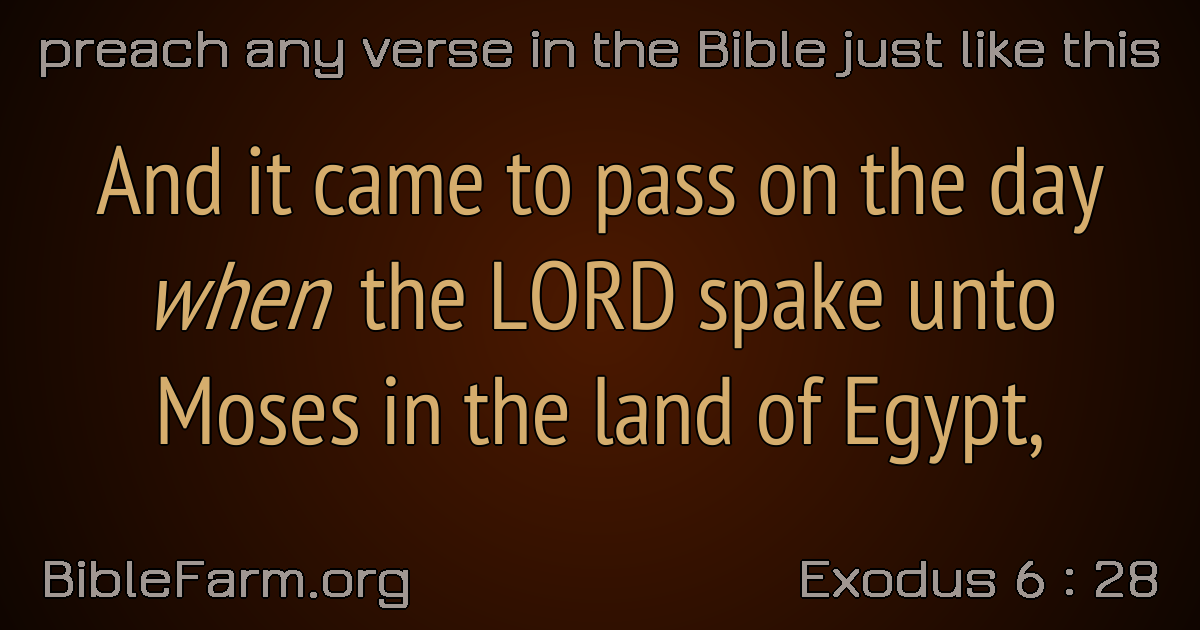 preach any verse in the Bible just like this
And it came to pass on the day
when the LORD spake unto
Moses in the land of Egypt,
BibleFarm.org
Exodus 6 : 28